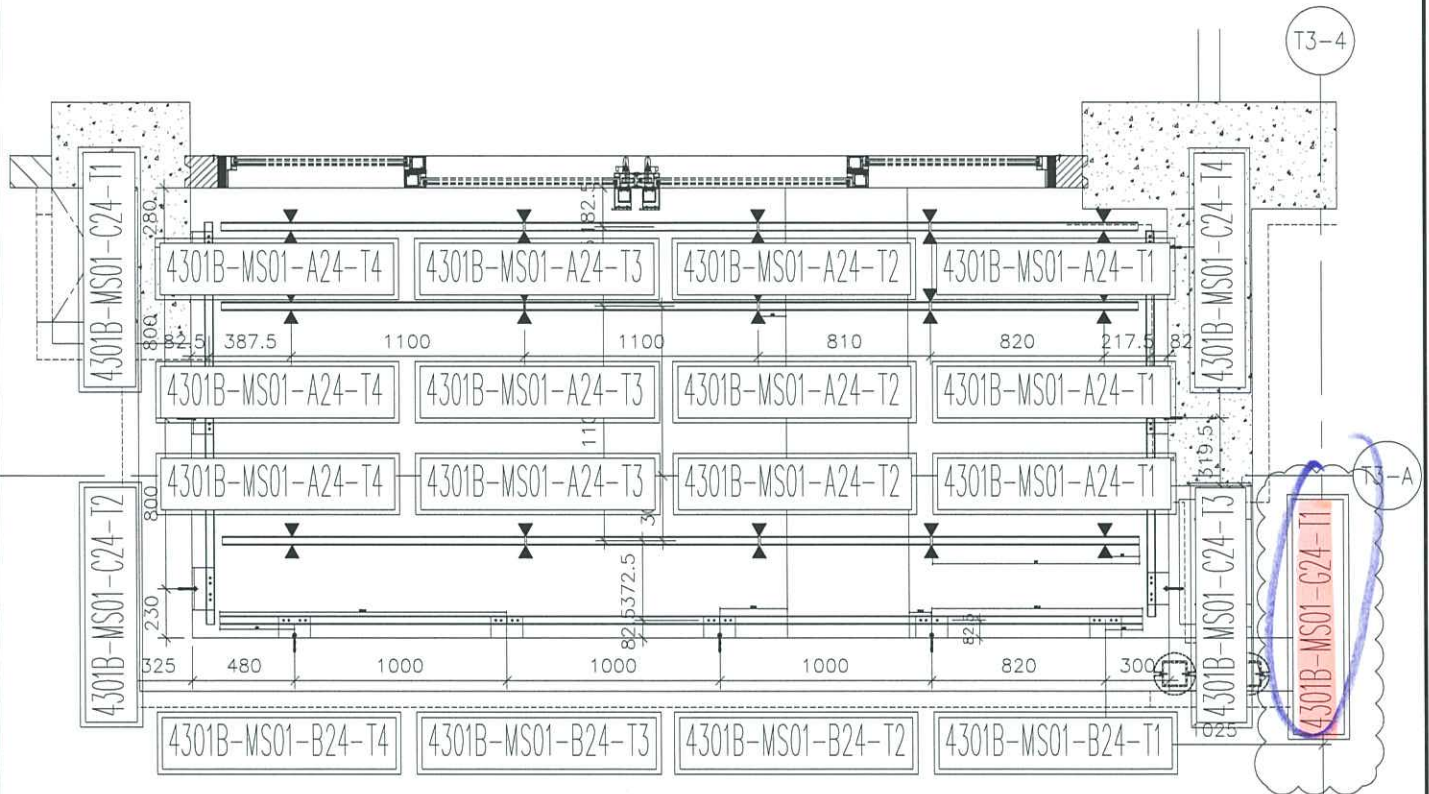 T3-4
4301B-MS01-C24-T1
280
4301B-MS01-C24-T4
4301B-MS01-A24-T4 4301B-MS01-A24-T3 4301B-MS01-A24-T2 4301B-MS01-A24-T1
800
82.5 387.5 1100 1100 810 820 217.5 82
4301B-MS01-A24-T4 4301B-MS01-A24-T3 4301B-MS01-A24-T2 4301B-MS01-A24-T1
319.5
T3-A
4301B-MS01-A24-T4 4301B-MS01-A24-T3 4301B-MS01-A24-T2 4301B-MS01-A24-T1
4301B-MS01-C24-T2
800
4301B-MS01-C24-T3
4301B-MS01-G24-T1
230
82.5
372.5
82.5
325 480 1000 1000 1000 820 300
4301B-MS01-B24-T4 4301B-MS01-B24-T3 4301B-MS01-B24-T2 4301B-MS01-B24-T1